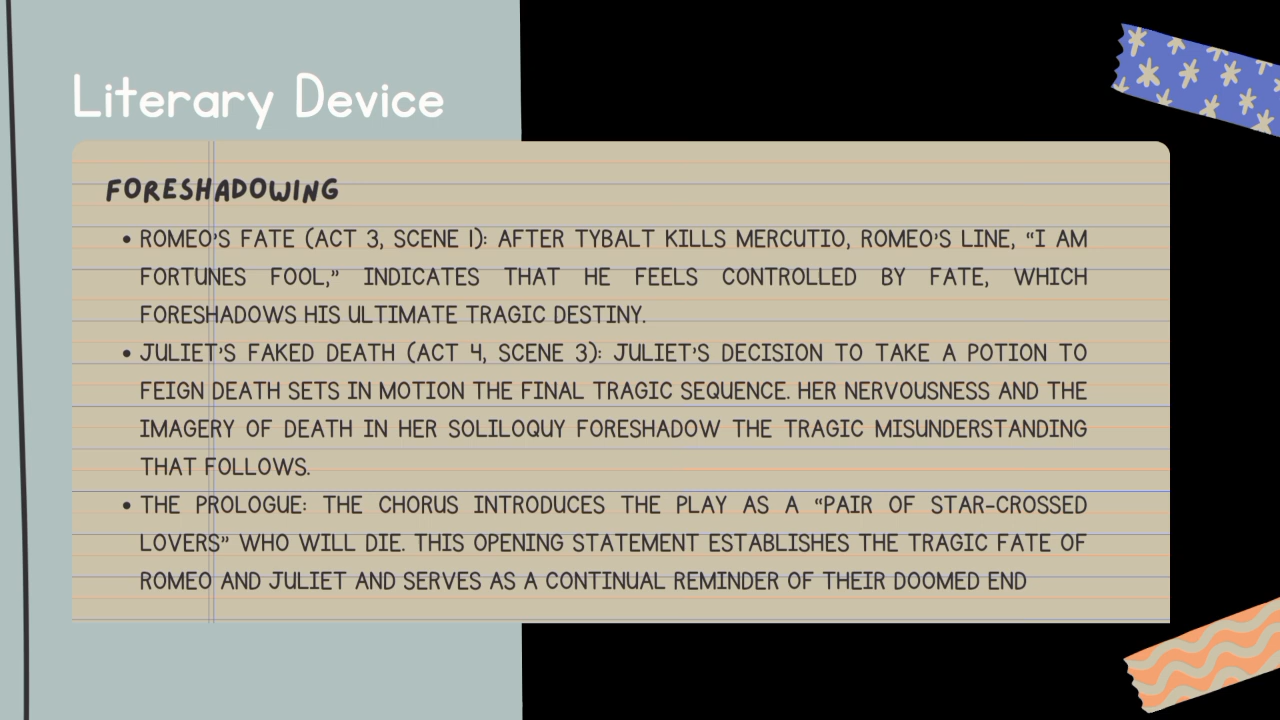 Literary Device
FORESHADOWING
• ROMEO'S FATE (ACT 3, SCENE 1): AFTER TYBALT KILLS MERCUTIO, ROMEO'S LINE, “I AM
FORTUNES FOOL,” INDICATES THAT HE FEELS CONTROLLED BY FATE, WHICH
FORESHADOWS HIS ULTIMATE TRAGIC DESTINY.
• JULIET'S FAKED DEATH (ACT 4, SCENE 3): JULIET'S DECISION TO TAKE A POTION TO
FEIGN DEATH SETS IN MOTION THE FINAL TRAGIC SEQUENCE. HER NERVOUSNESS AND THE
IMAGERY OF DEATH IN HER SOLILOQUY FORESHADOW THE TRAGIC MISUNDERSTANDING
THAT FOLLOWS.
• THE PROLOGUE: THE CHORUS INTRODUCES THE PLAY AS A “PAIR OF STAR-CROSSED
LOVERS” WHO WILL DIE. THIS OPENING STATEMENT ESTABLISHES THE TRAGIC FATE OF
ROMEO AND JULIET AND SERVES AS A CONTINUAL REMINDER OF THEIR DOOMED END